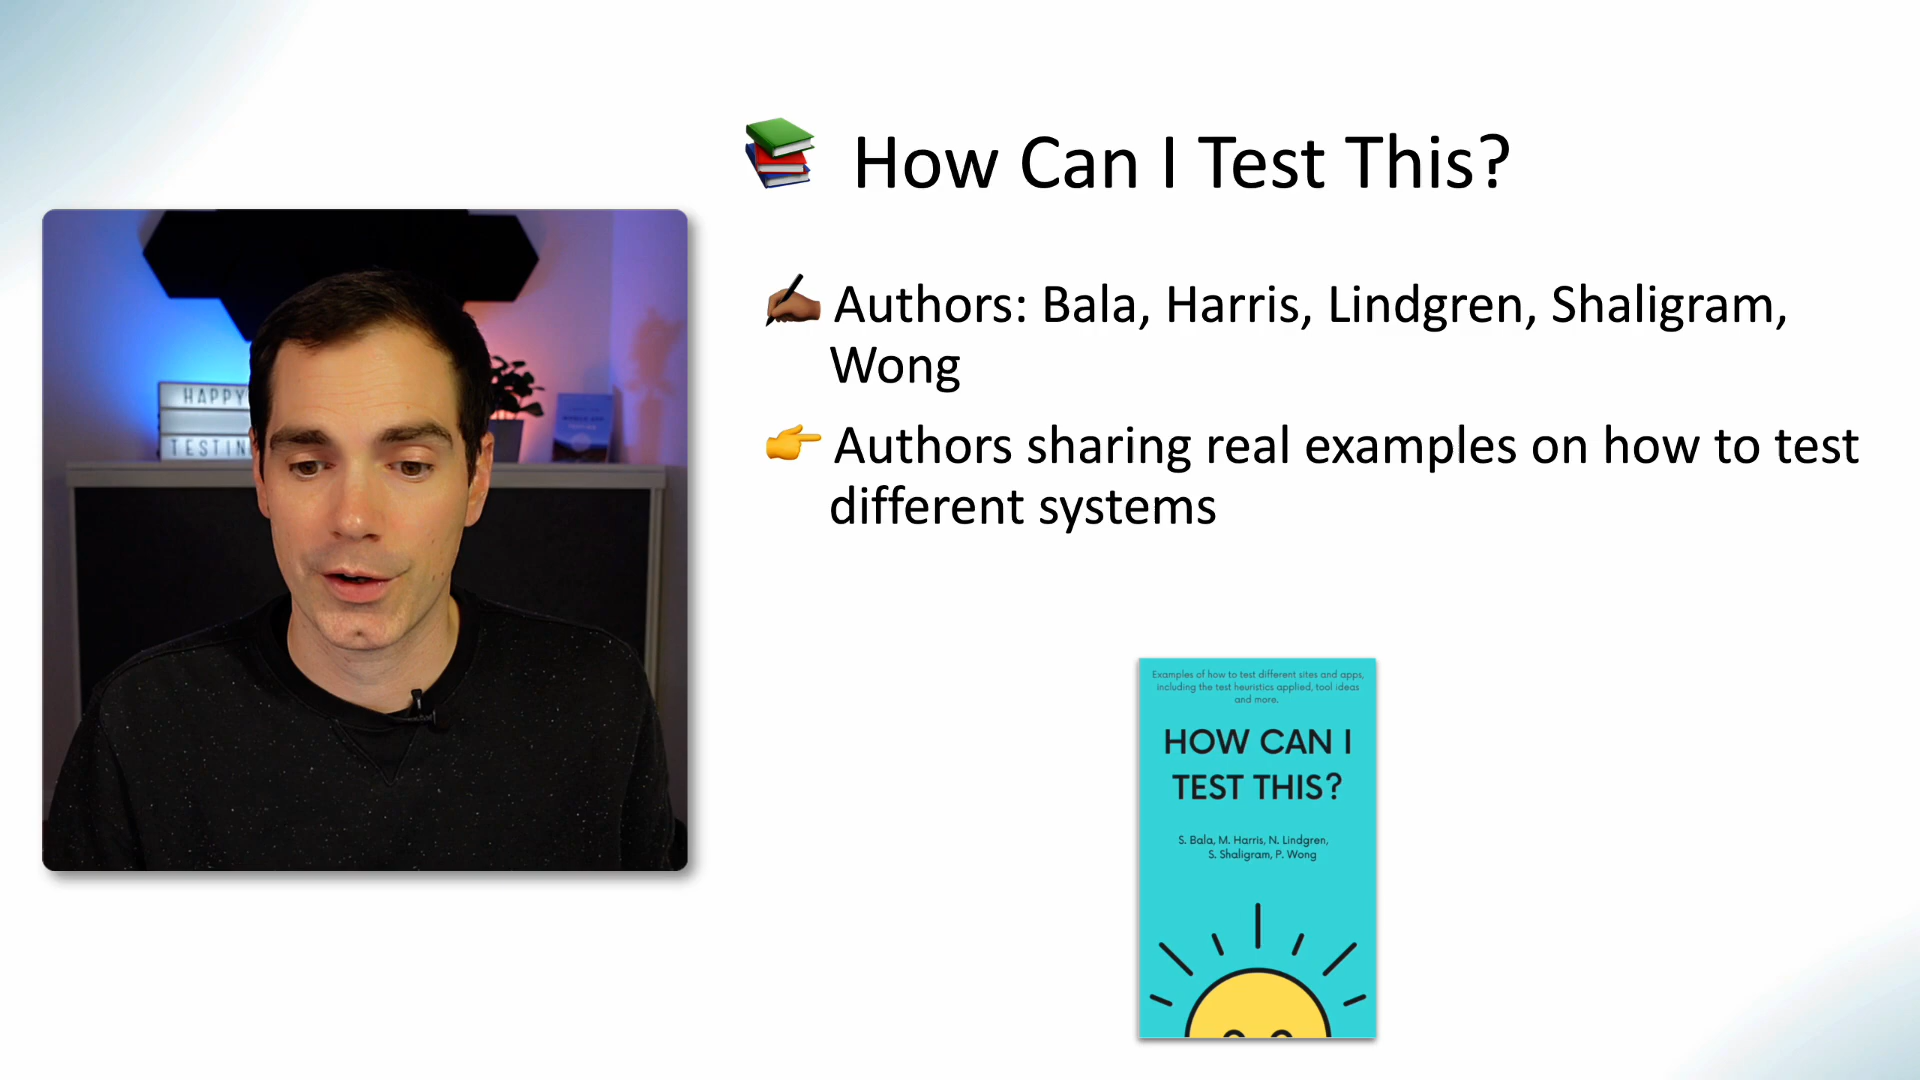 How Can I Test This?
Authors: Bala, Harris, Lindgren, Shaligram,
Wong
Authors sharing real examples on how to test
different systems
HAPPY
TESTIN
Examples of how to test different sites and apps,
including the test heuristics applied, tool ideas
and more.
HOW CAN I
TEST THIS?
S. Bala, M. Harris, N. Lindgren,
S. Shaligram, P. Wong